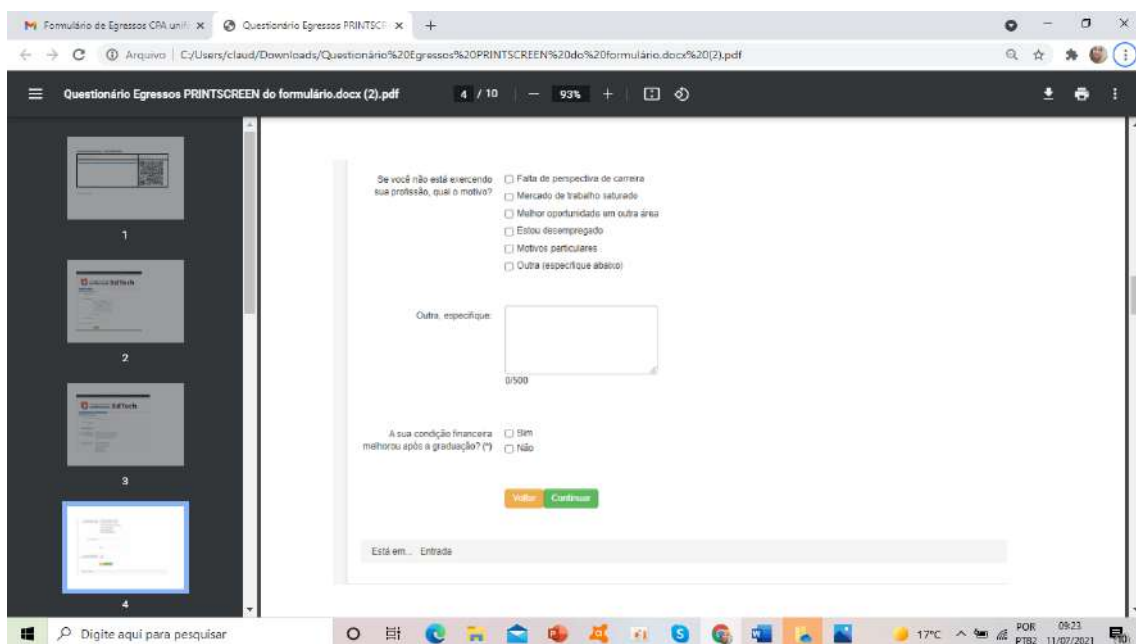 Formulário de Egressos CPA unifi
Questionário Egressos PRINTSCR
Arquivo | C:/Users/claud/Downloads/Questionário%20Egressos%20PRINTSCREEN%20do%20formulário.docx%20(2).pdf
Questionário Egressos PRINTSCREEN do formulário.docx (2).pdf
4 / 10
93%
1
EdTech
2
EdTech
3
4
Se você não está exercendo
sua profissão, qual o motivo?
Falta de perspectiva de carreira
Mercado de trabalho saturado
Melhor oportunidade em outra área
Estou desempregado
Motivos particulares
Outra (especifique abaixo)
Outra, especifique:
0/500
A sua condição financeira
melhorou após a graduação? (*)
Sim
Não
Voltar
Continuar
Está em... Entrada
Digite aqui para pesquisar
17°C
POR
PTB2
09:23
11/07/2021